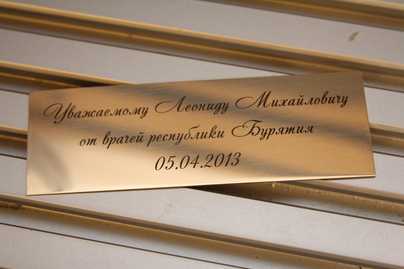 Уважаемому Леониду Михайловичу
от врачей республики Бурятия
05.04.2013